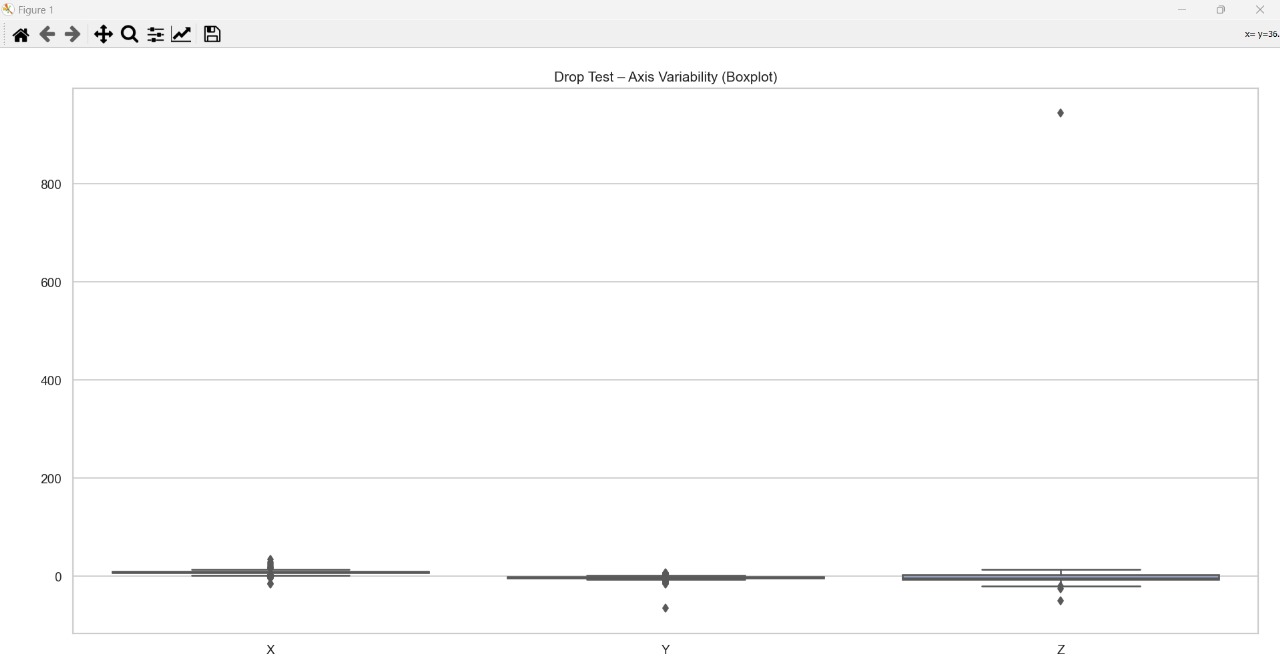 Figure 1
x= y=36.
Drop Test – Axis Variability (Boxplot)
800
600
400
200
0
X Y Z